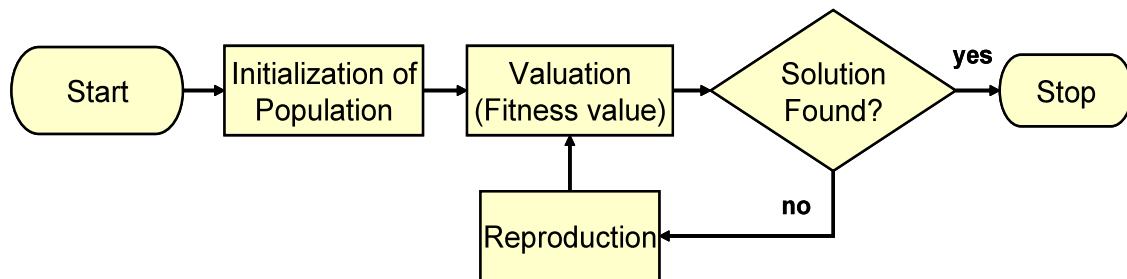 Start
Initialization of
Population
Valuation
(Fitness value)
Solution
Found?
yes
Stop
no
Reproduction